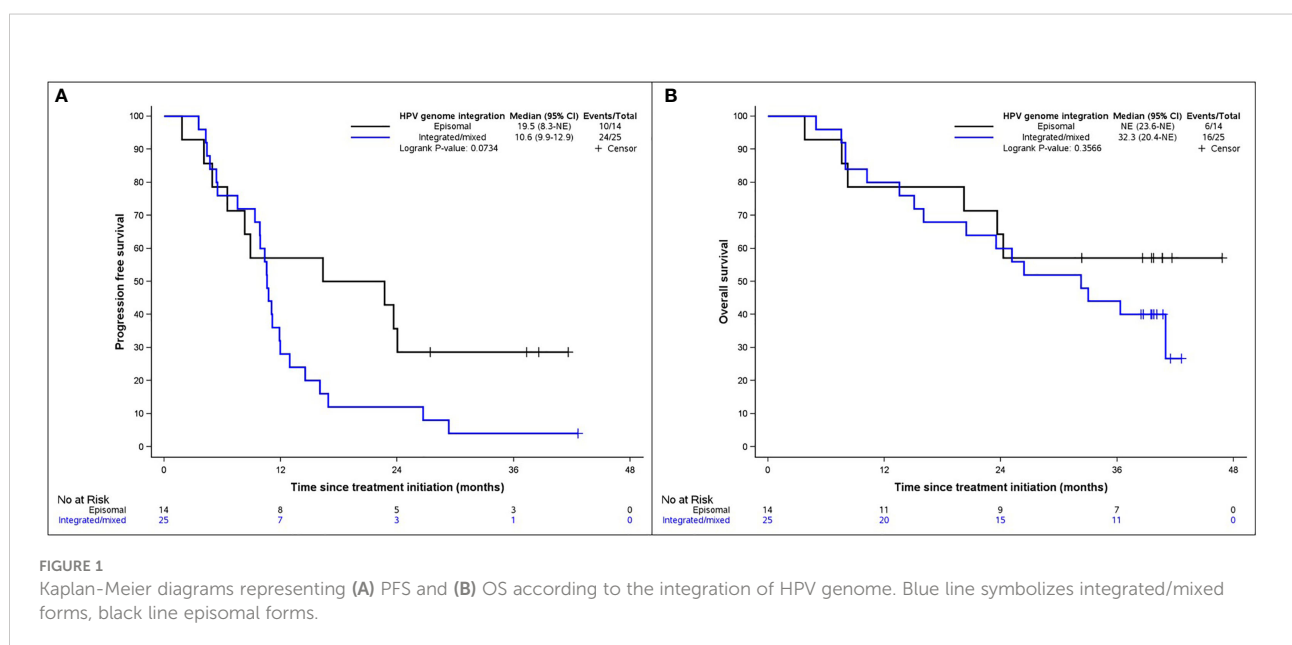 A
HPV genome integration Median (95% CI) Events/Total
Episomal 19.5 (8.3-NE) 10/14
Integrated/mixed 10.6 (9.9-12.9) 24/25
Logrank P-value: 0.0734 + Censor
Progression free survival
100
90
80
70
60
50
40
30
20
10
0
0 12 24 36 48
Time since treatment initiation (months)
No at Risk
Episomal 14 8 5 3 0
Integrated/mixed 25 7 3 1 0
B
HPV genome integration Median (95% CI) Events/Total
Episomal NE (23.6-NE) 6/14
Integrated/mixed 32.3 (20.4-NE) 16/25
Logrank P-value: 0.3566 + Censor
Overall survival
100
90
80
70
60
50
40
30
20
10
0
0 12 24 36 48
Time since treatment initiation (months)
No at Risk
Episomal 14 11 9 7 0
Integrated/mixed 25 20 15 11 0
FIGURE 1
Kaplan-Meier diagrams representing (A) PFS and (B) OS according to the integration of HPV genome. Blue line symbolizes integrated/mixed
forms, black line episomal forms.